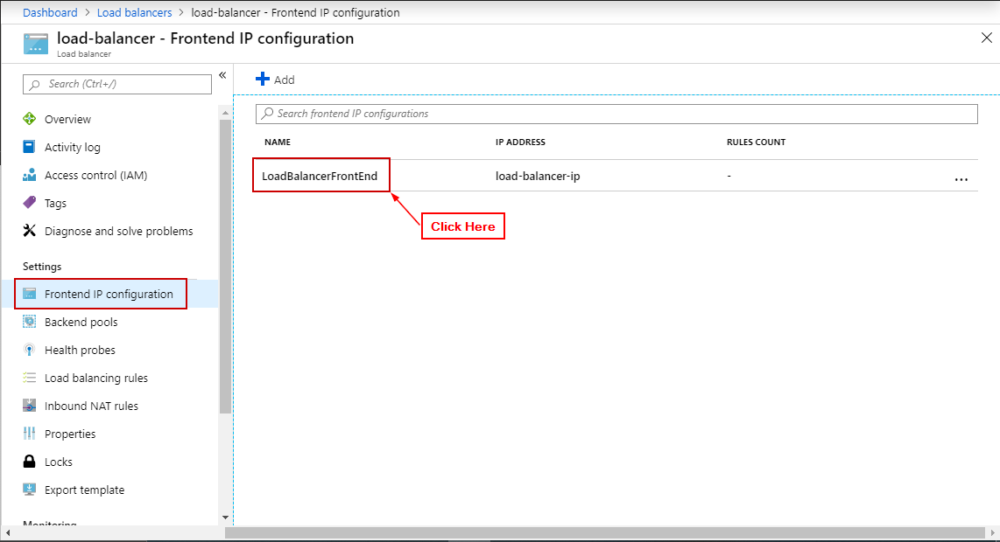 Dashboard > Load balancers > load-balancer - Frontend IP configuration
load-balancer - Frontend IP configuration
Load balancer
Search (Ctrl+/)
«
Overview
Activity log
Access control (IAM)
Tags
Diagnose and solve problems
Settings
Frontend IP configuration
Backend pools
Health probes
Load balancing rules
Inbound NAT rules
Properties
Locks
Export template
Monitoring
Add
Search frontend IP configurations
NAME IP ADDRESS RULES COUNT
LoadBalancerFrontEnd load-balancer-ip - ...
Click Here